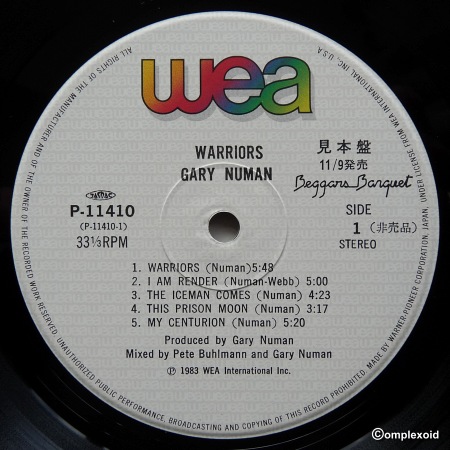 wea
WARRIORS
GARY NUMAN
見本盤
11/9発売
Beggars Banquet
JASRAC
P-11410
(P-11410-1)
33⅓RPM
SIDE
1 (非売品)
STEREO
1. WARRIORS (Numan)5:48
2. I AM RENDER (Numan-Webb) 5:00
3. THE ICEMAN COMES (Numan) 4:23
4. THIS PRISON MOON (Numan) 3:17
5. MY CENTURION (Numan) 5:20
Produced by Gary Numan
Mixed by Pete Buhlmann and Gary Numan
Ⓟ 1983 WEA International Inc.
ALL RIGHTS OF THE MANUFACTURER AND OF THE OWNER OF THE RECORDED WORK RESERVED. UNAUTHORIZED PUBLIC PERFORMANCE, BROADCASTING AND COPYING OF THIS RECORD PROHIBITED. MADE BY WARNER-PIONEER CORPORATION, JAPAN, UNDER LICENSE FROM WEA INTERNATIONAL INC., U.S.A.
©omplexoid